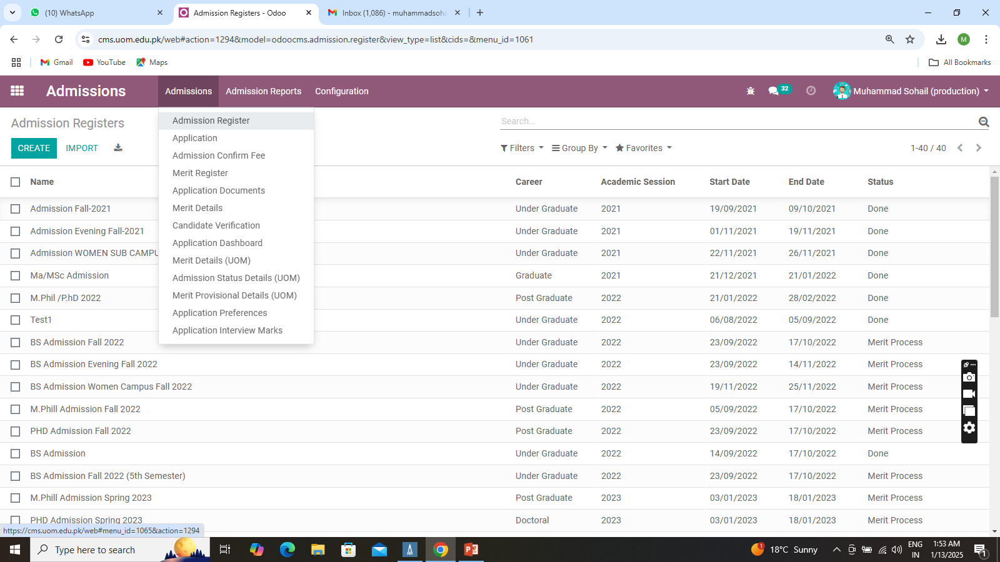 (10) WhatsApp
Admission Registers - Odoo
Inbox (1,086) - muhammadsoha
cms.uom.edu.pk/web#action=1294&model=odoocms.admission.register&view_type=list&cids=&menu_id=1061
M
Gmail
YouTube
Maps
All Bookmarks
Admissions
Admissions
Admission Reports
Configuration
32
Muhammad Sohail (production)
Admission Registers
Search...
CREATE
IMPORT
Filters
Group By
Favorites
1-40 / 40
Admission Register
Application
Admission Confirm Fee
Merit Register
Application Documents
Merit Details
Candidate Verification
Application Dashboard
Merit Details (UOM)
Admission Status Details (UOM)
Merit Provisional Details (UOM)
Application Preferences
Application Interview Marks
Name Career Academic Session Start Date End Date Status
Admission Fall-2021 Under Graduate 2021 19/09/2021 09/10/2021 Done
Admission Evening Fall-2021 Under Graduate 2021 01/11/2021 19/11/2021 Done
Admission WOMEN SUB CAMPU Under Graduate 2021 22/11/2021 26/11/2021 Done
Ma/MSc Admission Graduate 2021 21/12/2021 21/01/2022 Done
M.Phil /P.hD 2022 Post Graduate 2022 21/01/2022 28/02/2022 Done
Test1 Under Graduate 2022 06/08/2022 05/09/2022 Done
BS Admission Fall 2022 Under Graduate 2022 23/09/2022 17/10/2022 Merit Process
BS Admission Evening Fall 2022 Under Graduate 2022 23/09/2022 14/11/2022 Merit Process
BS Admission Women Campus Fall 2022 Under Graduate 2022 19/11/2022 25/11/2022 Merit Process
M.Phill Admission Fall 2022 Post Graduate 2022 05/09/2022 17/10/2022 Merit Process
PHD Admission Fall 2022 Post Graduate 2022 23/09/2022 17/10/2022 Merit Process
BS Admission Under Graduate 2022 14/09/2022 17/10/2022 Done
BS Admission Fall 2022 (5th Semester) Under Graduate 2022 23/09/2022 17/10/2022 Merit Process
M.Phill Admission Spring 2023 Post Graduate 2023 03/01/2023 18/01/2023 Merit Process
PHD Admission Spring 2023 Doctoral 2023 03/01/2023 18/01/2023 Merit Process
https://cms.uom.edu.pk/web#menu_id=1065&action=1294
Type here to search
1
18°C Sunny
ENG
IN
1:53 AM
1/13/2025
1